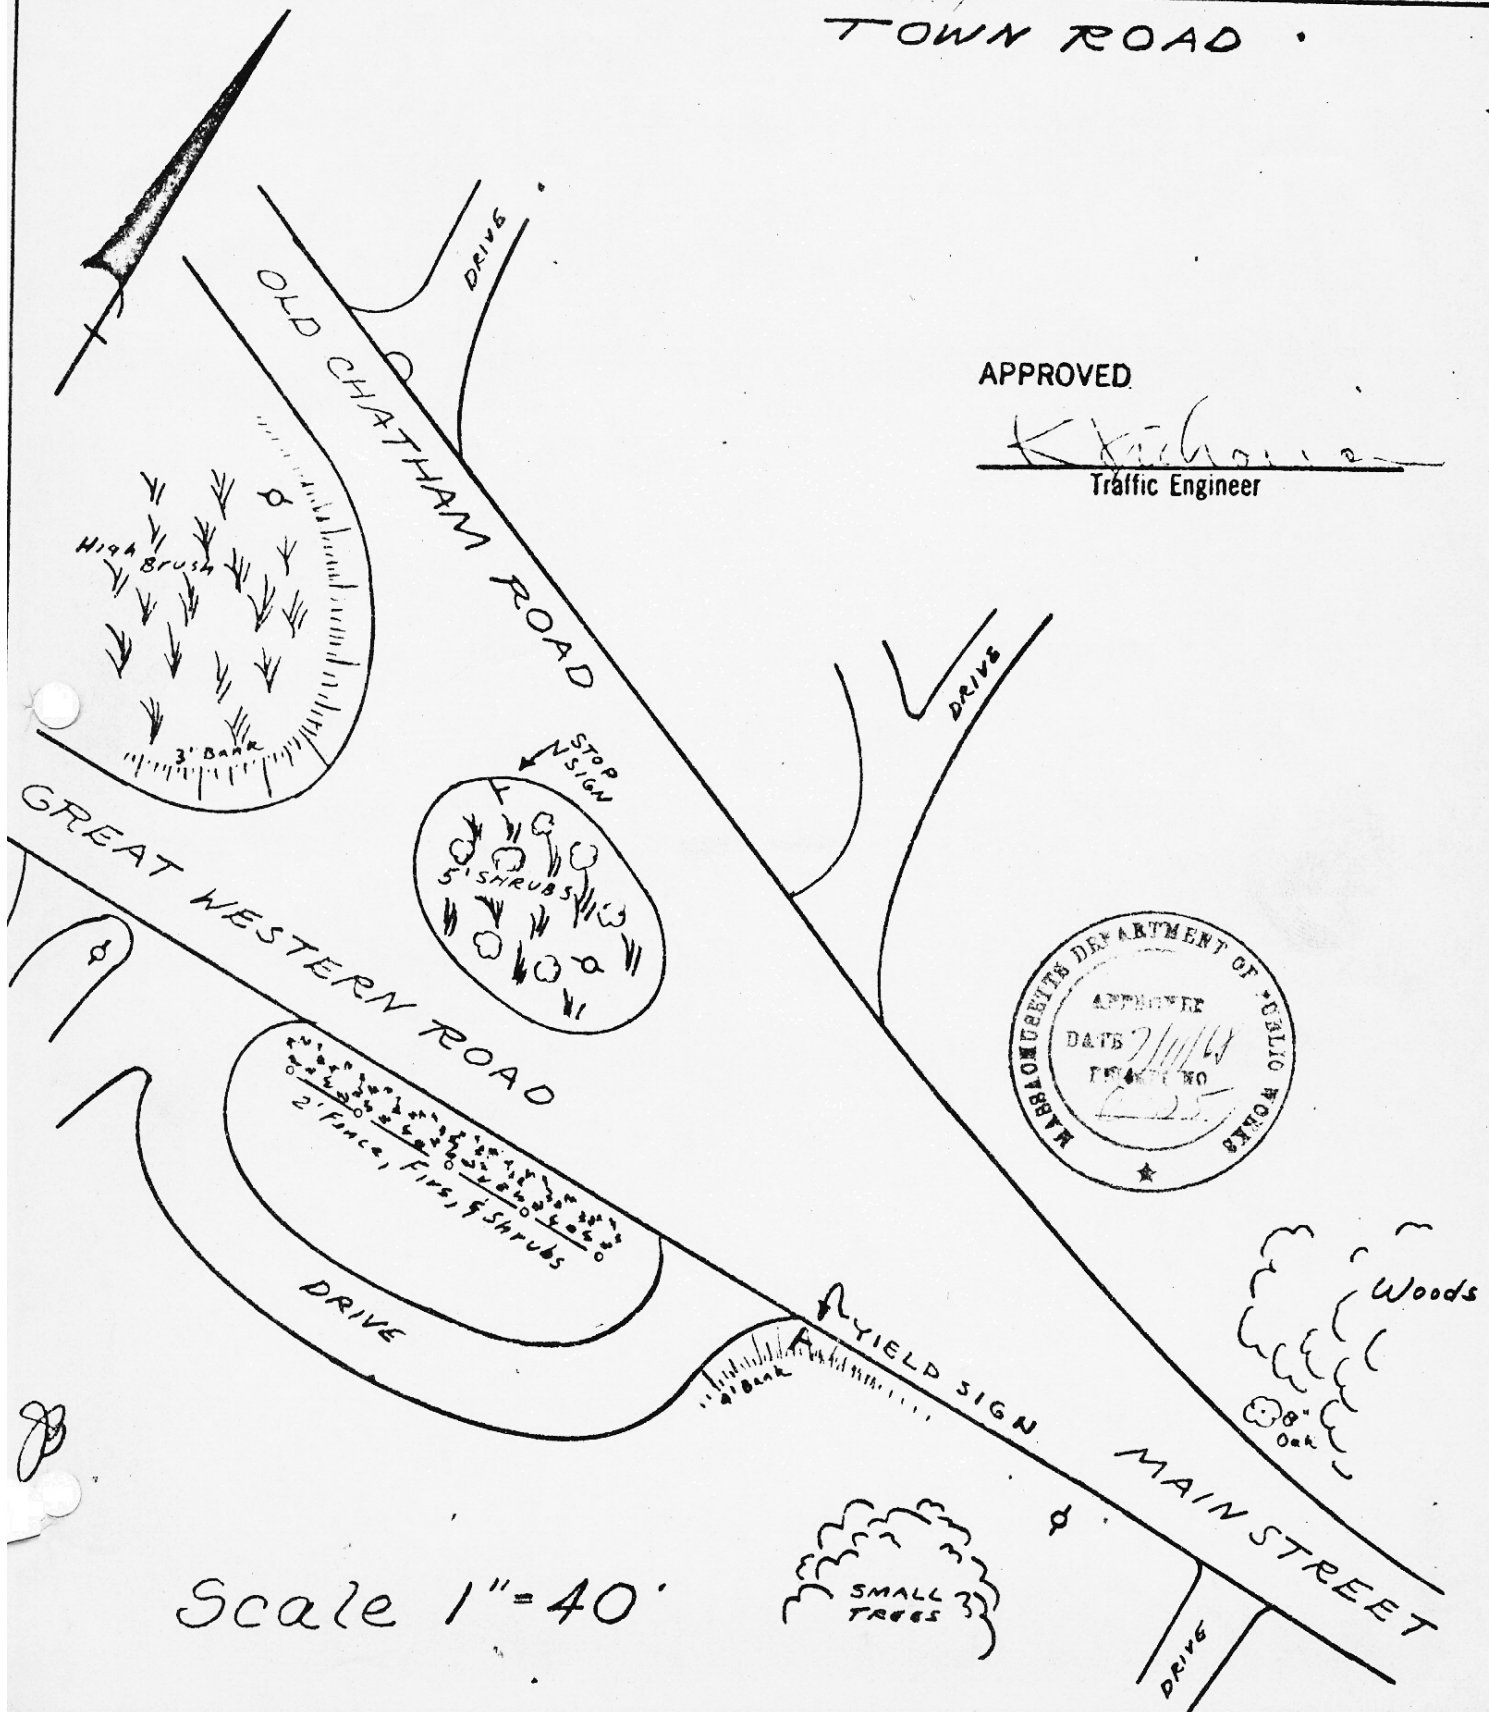 TOWN ROAD
DRIVE
OLD CHATHAM ROAD
APPROVED
Traffic Engineer
High Brush
3' Bank
DRIVE
STOP
SIGN
5' SHRUBS
GREAT WESTERN ROAD
MASSACHUSETTS DEPARTMENT OF PUBLIC WORKS
DATE
2' Fence, Firs, & Shrubs
DRIVE
Woods
YIELD SIGN
4' Bank
8"
Oak
MAIN STREET
SMALL
TREES
Scale 1"=40'
DRIVE